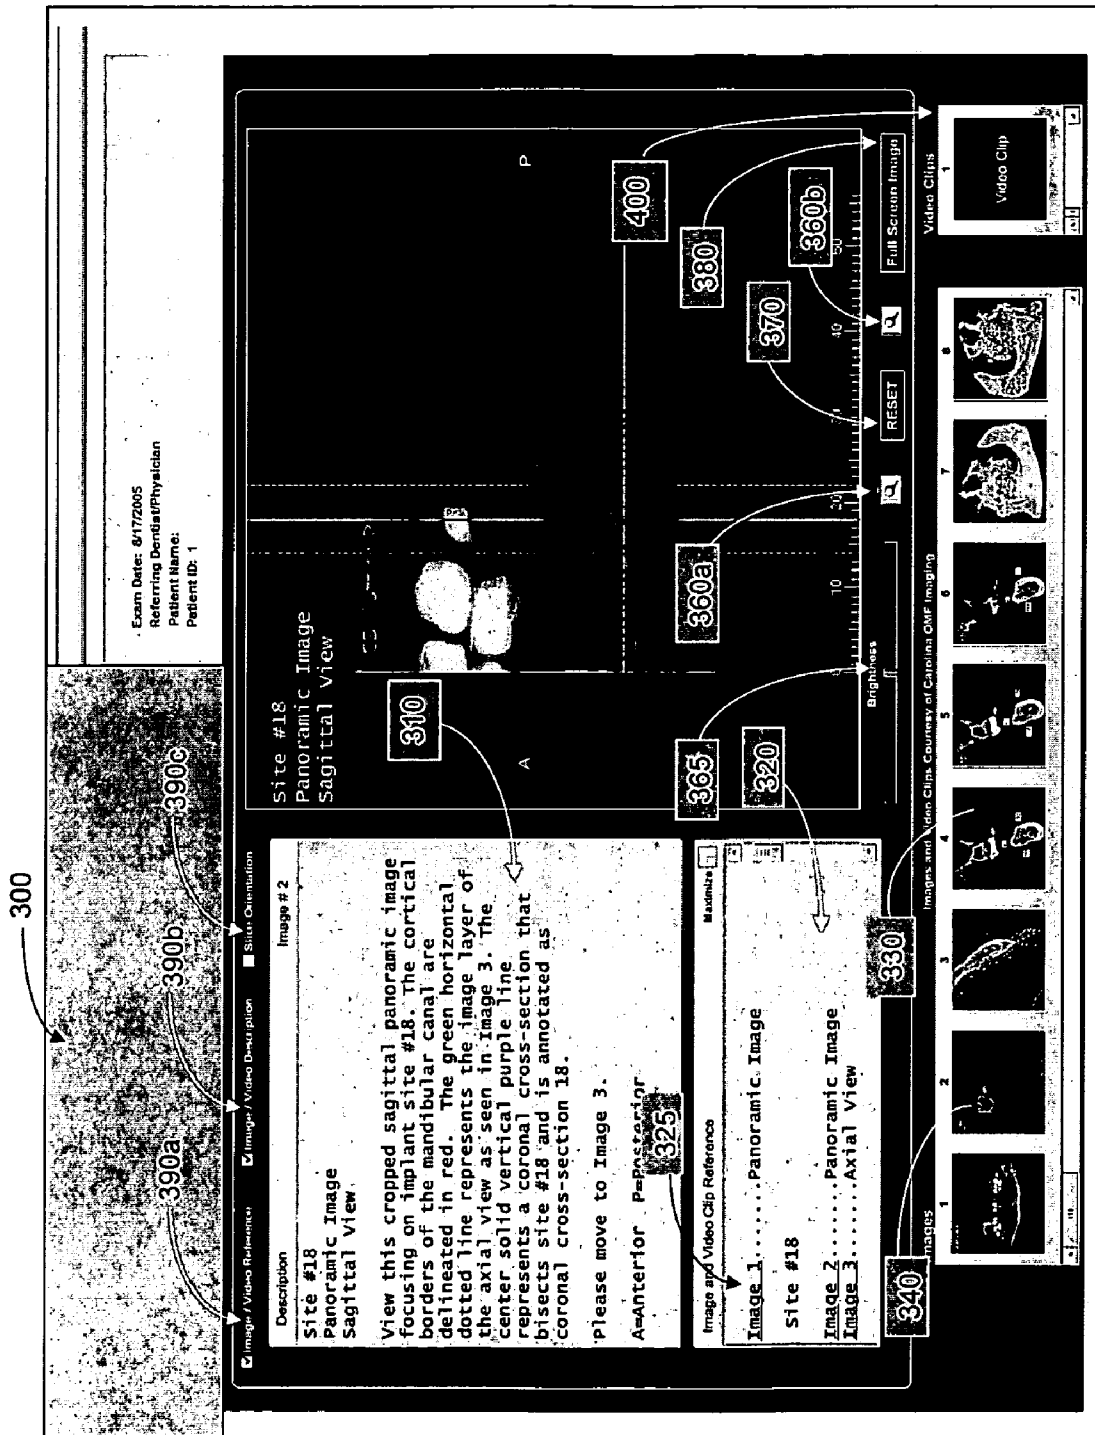 300
390a
390b
390c
Exam Date: 8/17/2005
Referring Dentist/Physician
Patient Name:
Patient ID: 1
Image / Video Reference
Image / Video Description
Slice Orientation
Description
Image # 2
Site #18
Panoramic Image
Sagital View
View this cropped sagital panoramic image
focusing on implant site #18. The cortical
borders of the mandibular canal are
delineated in red. The green horizontal
dotted line represents the image layer of
the axial view as seen in Image 3. The
center solid vertical purple line
represents a coronal cross-section that
bisects site #18 and is annotated as
coronal cross-section 18.
Please move to Image 3.
A=Anterior P=Posterior
310
325
Image and Video Clip Reference
Maximize
Image 1.......Panoramic Image
Site #18
Image 2.......Panoramic Image
Image 3.......Axial View
320
330
340
Site #18
Panoramic Image
Sagittal View
A
P
10
20
40
50
Brightness
RESET
Full Screen Image
365
360a
370
360b
380
400
Images
Images and Video Clips Courtesy of Carolina OMF Imaging
Video Clips
1
2
3
4
5
6
7
8
1
Video Clip